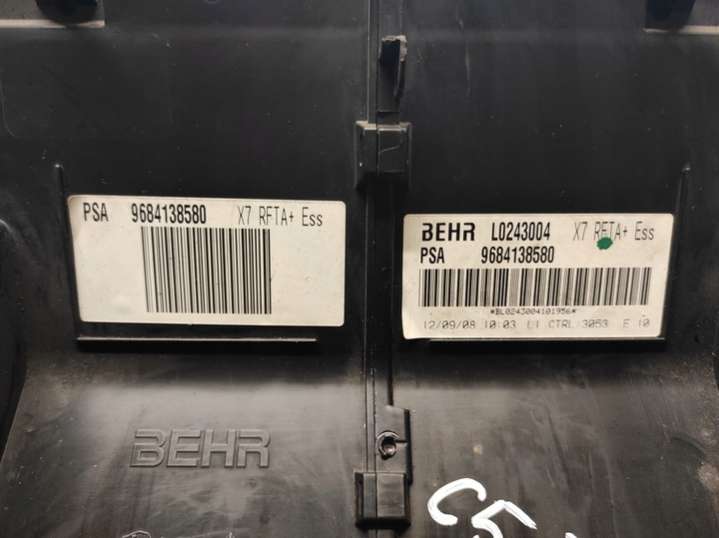 PSA 9684138580 X7 RFTA+ Ess
BEHR L0243004 X7 RFTA+ Ess
PSA 9684138580
*BL0243004101956*
12/09/08 10:03 L1 CTRL:3053 E 10
BEHR
C5